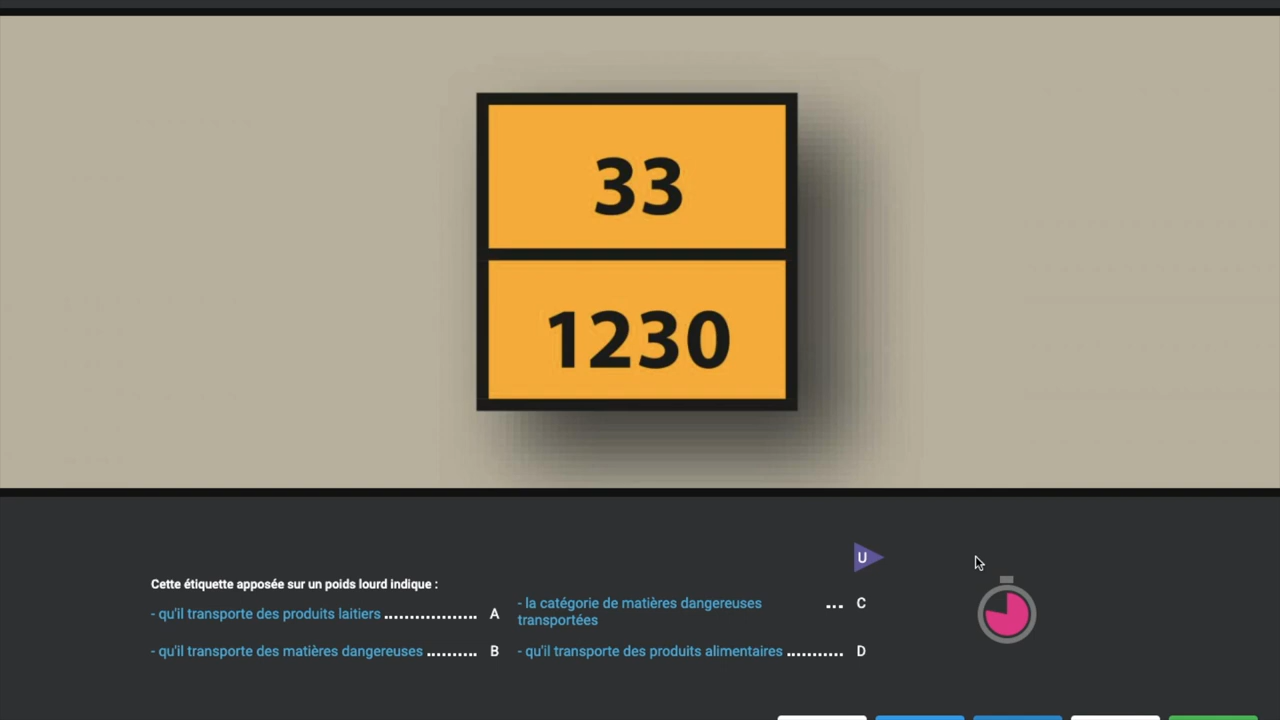 33
1230
U
Cette étiquette apposée sur un poids lourd indique :
- qu'il transporte des produits laitiers .................. A
- qu'il transporte des matières dangereuses .......... B
- la catégorie de matières dangereuses ... C
transportées
- qu'il transporte des produits alimentaires ........... D